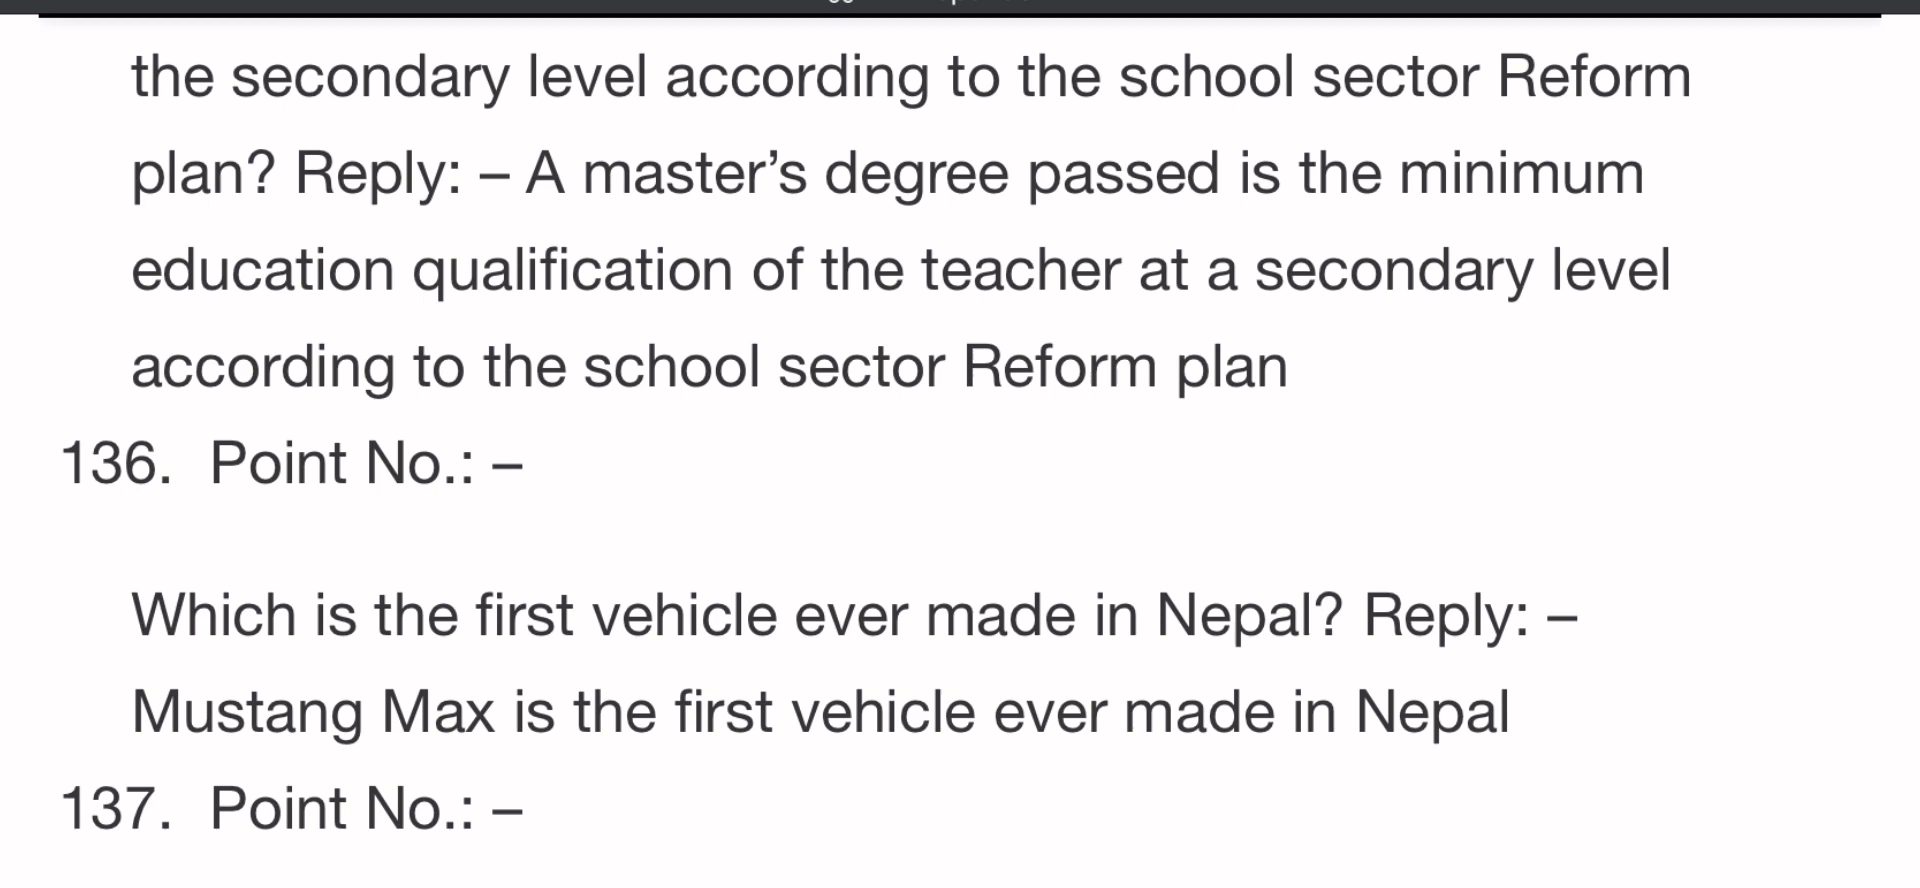 the secondary level according to the school sector Reform
plan? Reply: – A master’s degree passed is the minimum
education qualification of the teacher at a secondary level
according to the school sector Reform plan
136. Point No.: –
Which is the first vehicle ever made in Nepal? Reply: –
Mustang Max is the first vehicle ever made in Nepal
137. Point No.: –